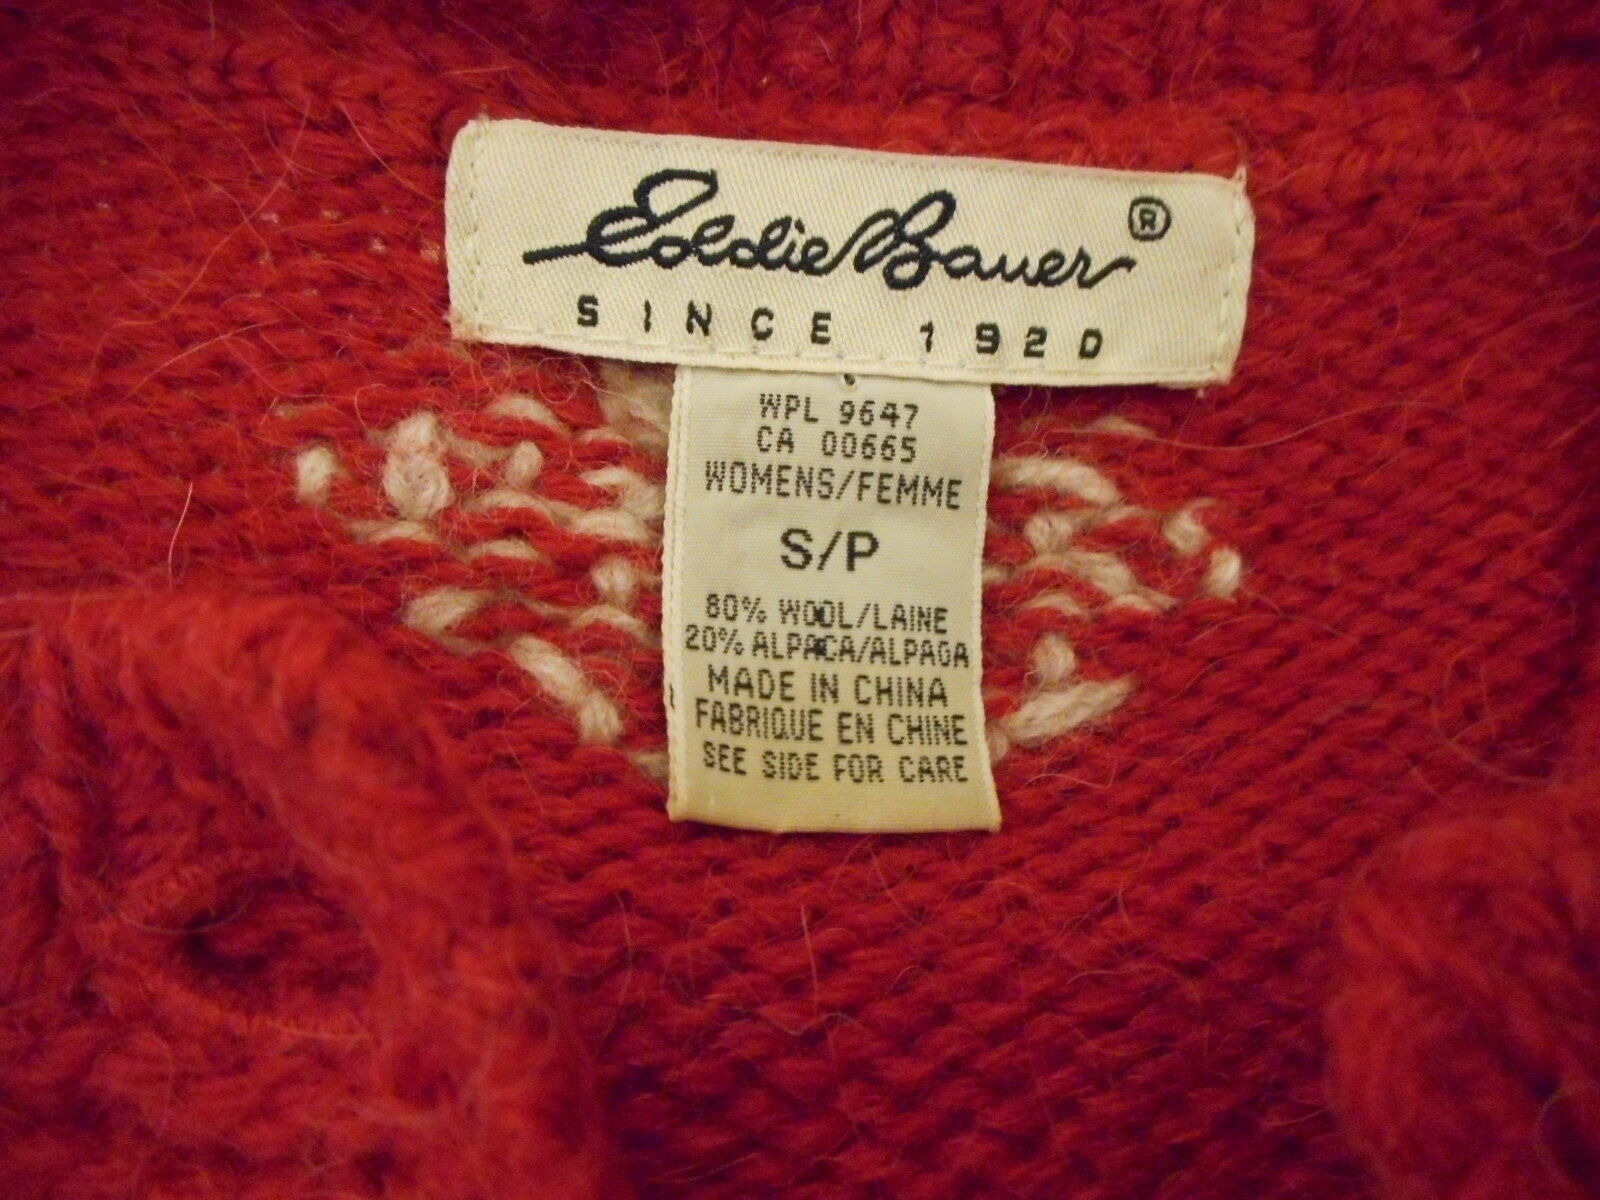 Eddie Bauer®
SINCE 1920
WPL 9647
CA 00665
WOMENS/FEMME
S/P
80% WOOL/LAINE
20% ALPACA/ALPAGA
MADE IN CHINA
FABRIQUE EN CHINE
SEE SIDE FOR CARE